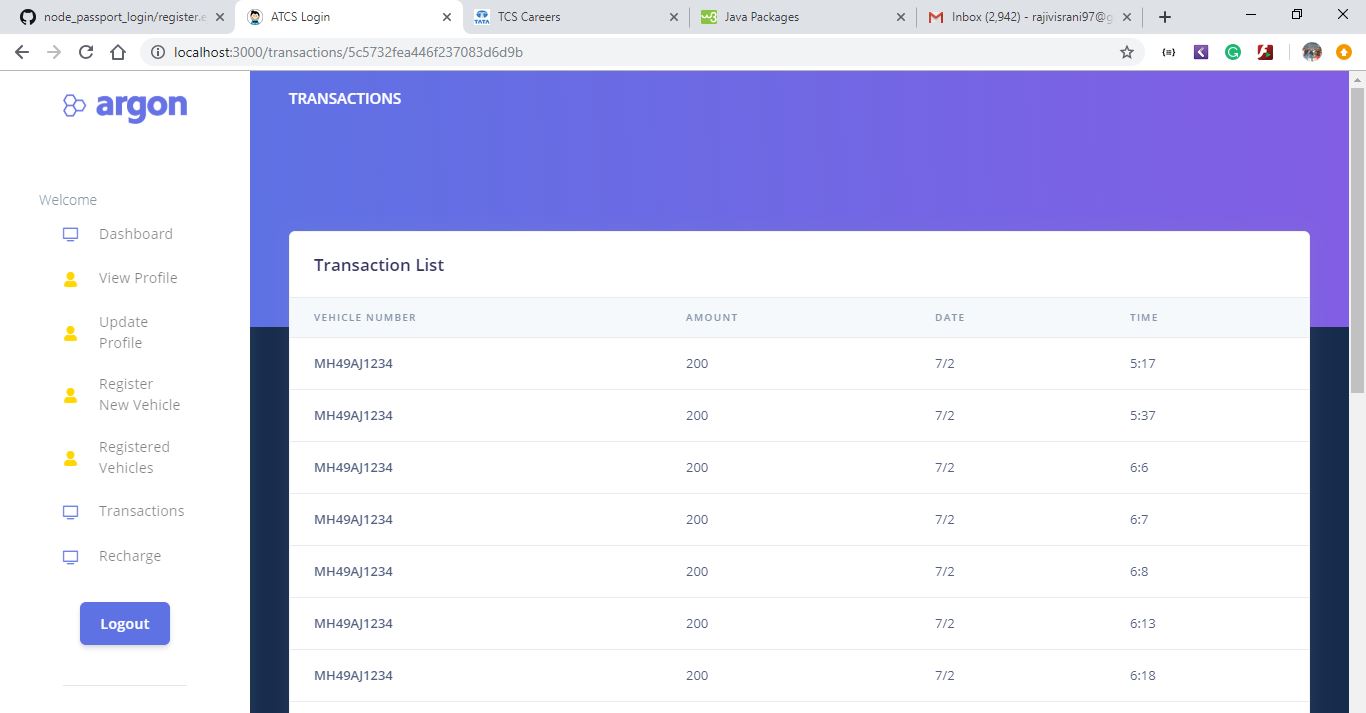 node_passport_login/register.e
ATCS Login
TCS Careers
Java Packages
Inbox (2,942) - rajivisrani97@g
localhost:3000/transactions/5c5732fea446f237083d6d9b
argon
Welcome
Dashboard
View Profile
Update
Profile
Register
New Vehicle
Registered
Vehicles
Transactions
Recharge
Logout
TRANSACTIONS
Transaction List
VEHICLE NUMBER AMOUNT DATE TIME
MH49AJ1234 200 7/2 5:17
MH49AJ1234 200 7/2 5:37
MH49AJ1234 200 7/2 6:6
MH49AJ1234 200 7/2 6:7
MH49AJ1234 200 7/2 6:8
MH49AJ1234 200 7/2 6:13
MH49AJ1234 200 7/2 6:18